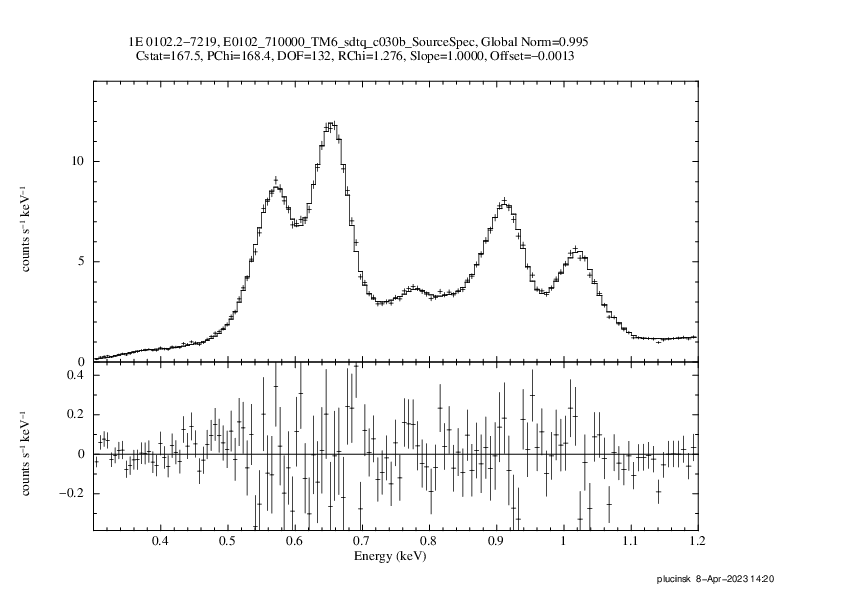 1E 0102.2−7219, E0102_710000_TM6_sdtq_c030b_SourceSpec, Global Norm=0.995
Cstat=167.5, PChi=168.4, DOF=132, RChi=1.276, Slope=1.0000, Offset=−0.0013
counts s⁻¹ keV⁻¹
10
5
0
counts s⁻¹ keV⁻¹
0.4
0.2
0
−0.2
0.4 0.5 0.6 0.7 0.8 0.9 1 1.1 1.2
Energy (keV)
plucinsk 8−Apr−2023 14:20